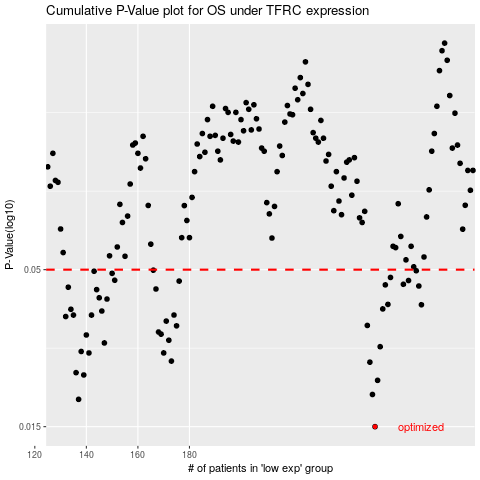 Cumulative P-Value plot for OS under TFRC expression
P-Value(log10)
0.05
0.015
optimized
120 140 160 180
# of patients in 'low exp' group